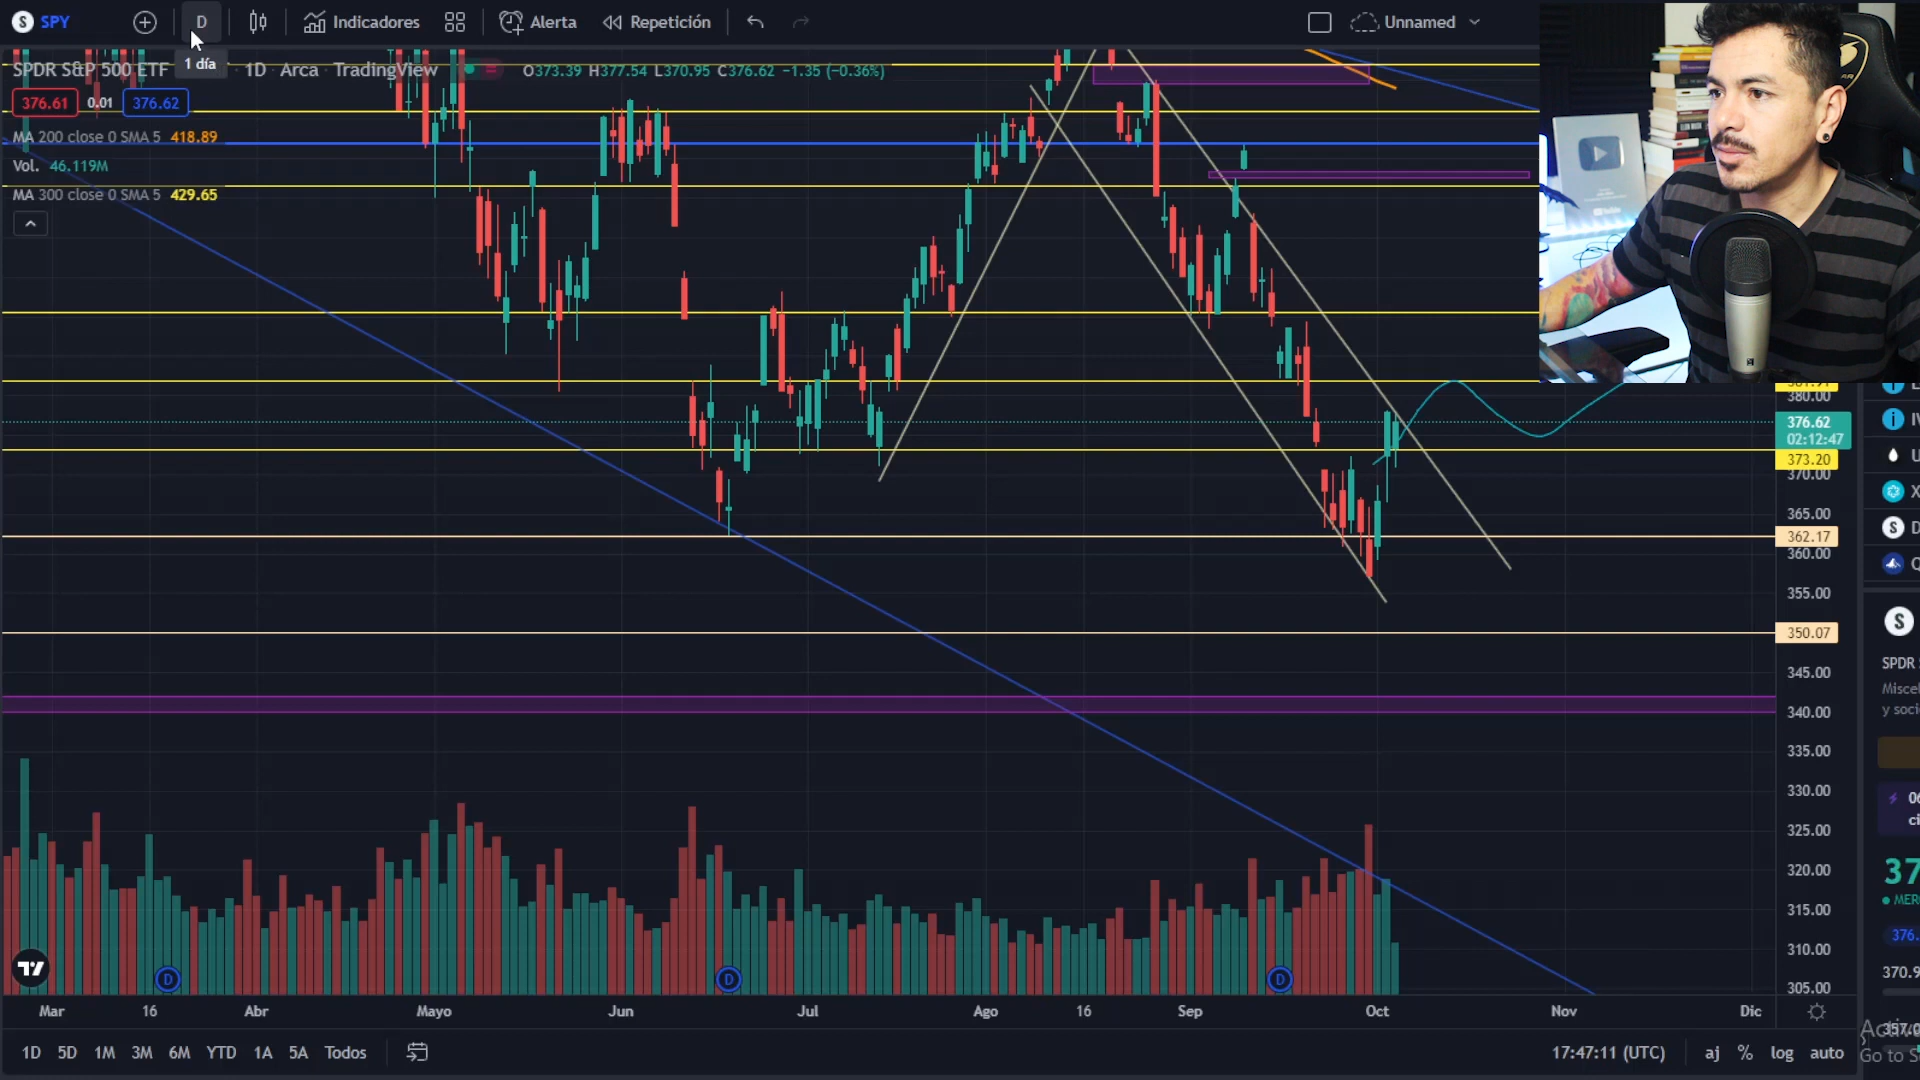 S SPY
D
Indicadores
Alerta
Repetición
Unnamed
1 día
SPDR S&P 500 ETF · 1D · Arca · TradingView
O373.39 H377.54 L370.95 C376.62 −1.35 (−0.36%)
376.61 0.01 376.62
MA 200 close 0 SMA 5 418.89
Vol. 46.119M
MA 300 close 0 SMA 5 429.65
380.00
376.62
02:12:47
373.20
370.00
365.00
362.17
360.00
355.00
350.07
345.00
340.00
335.00
330.00
325.00
320.00
315.00
310.00
305.00
D D D
Mar 16 Abr Mayo Jun Jul Ago 16 Sep Oct Nov Dic
1D 5D 1M 3M 6M YTD 1A 5A Todos
17:47:11 (UTC) aj % log auto
S
SPDR
Miscel
y soci
37
MER
376.
370.9
Go to S